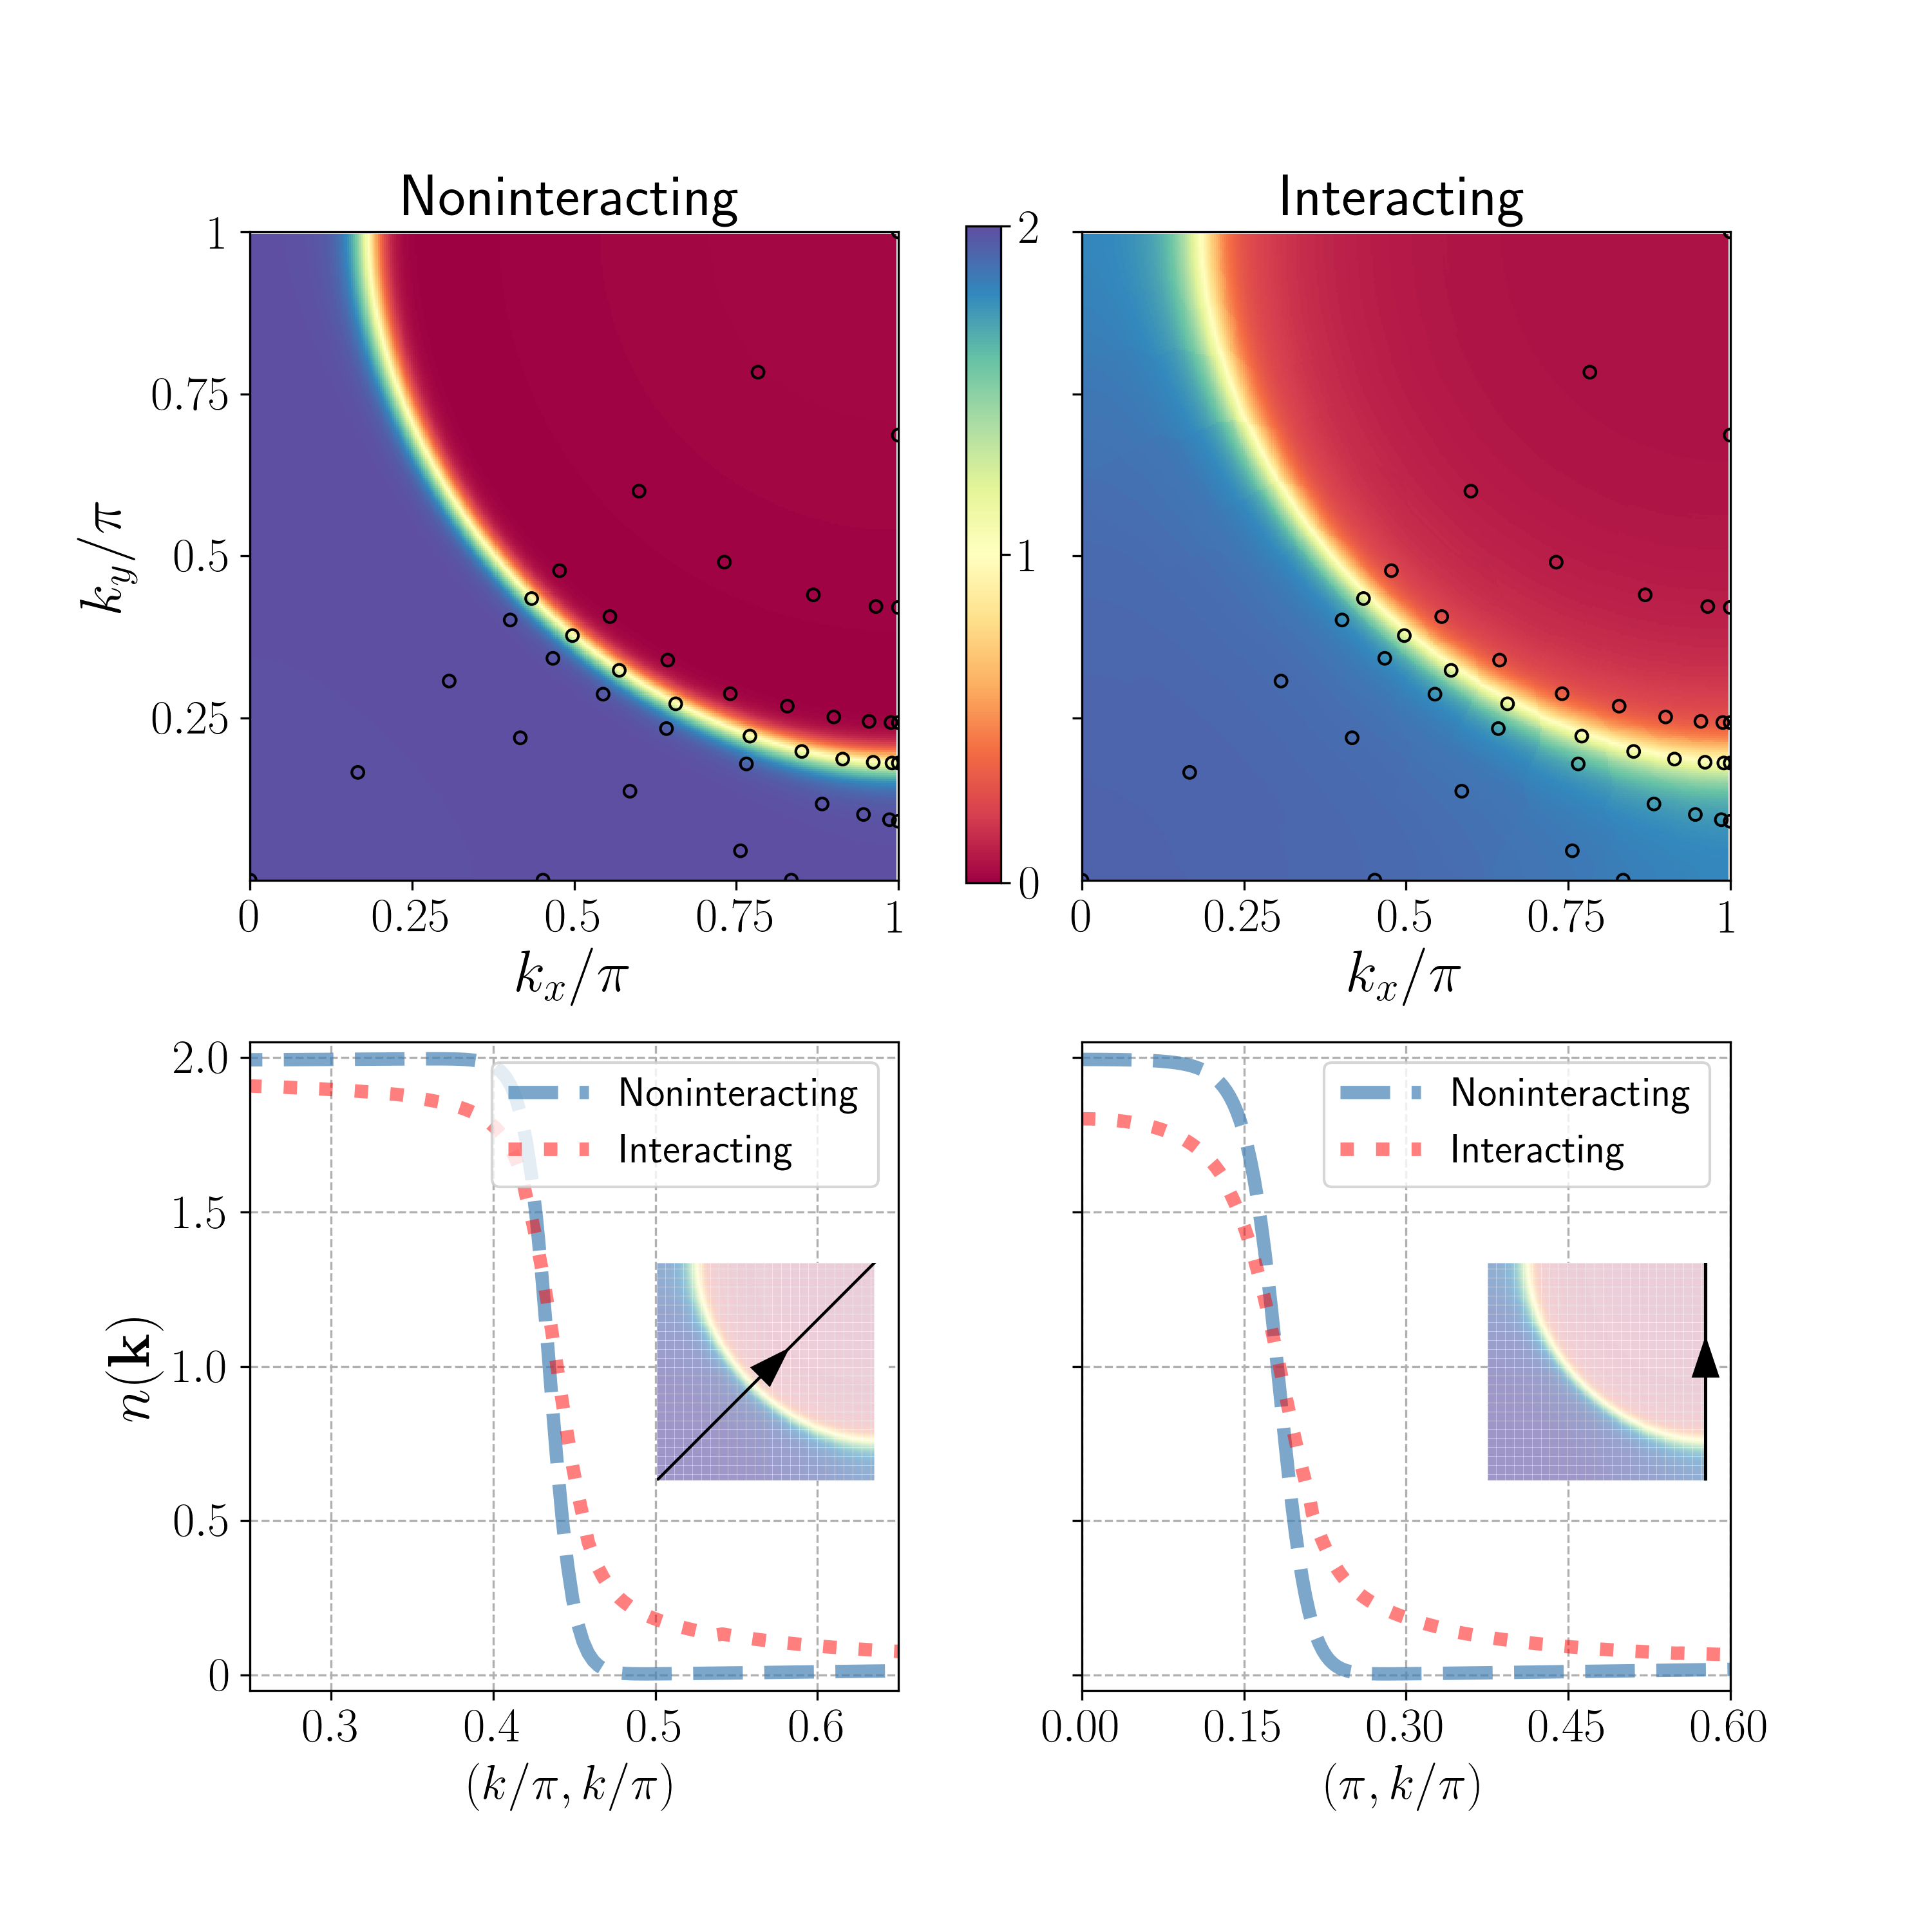 Noninteracting
Interacting
1
0.75
0.5
0.25
k_y/π
0 0.25 0.5 0.75 1
k_x/π
2
1
0
0 0.25 0.5 0.75 1
k_x/π
2.0
1.5
1.0
0.5
0
n(k)
Noninteracting
Interacting
0.3 0.4 0.5 0.6
(k/π, k/π)
Noninteracting
Interacting
0.00 0.15 0.30 0.45 0.60
(π, k/π)